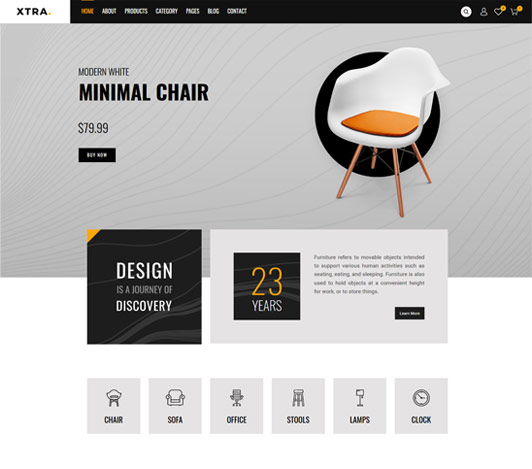 XTRA.
HOME ABOUT PRODUCTS CATEGORY PAGES BLOG CONTACT
MODERN WHITE
MINIMAL CHAIR
$79.99
BUY NOW
DESIGN
IS A JOURNEY OF
DISCOVERY
23
YEARS
Furniture refers to movable objects intended
to support various human activities such as
seating, eating, and sleeping. Furniture is also
used to hold objects at a convenient height
for work, or to store things.
Learn More
CHAIR SOFA OFFICE STOOLS LAMPS CLOCK